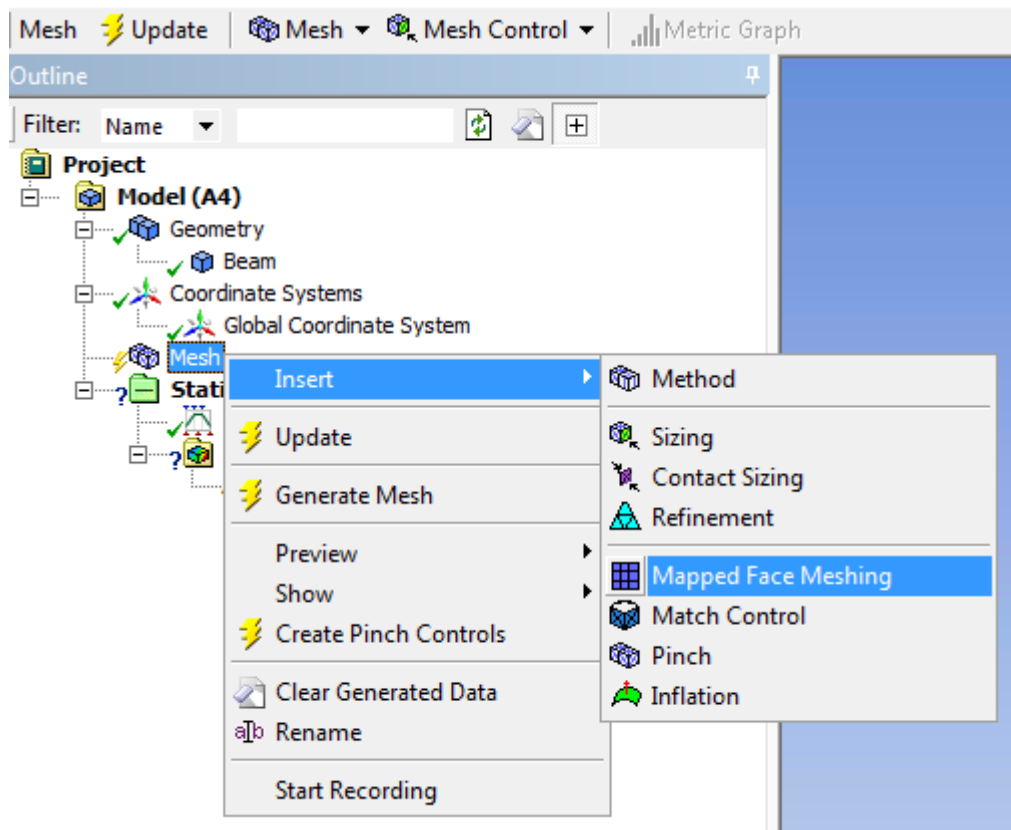 Mesh Update Mesh Mesh Control Metric Graph
Outline
Filter: Name
Project
Model (A4)
Geometry
Beam
Coordinate Systems
Global Coordinate System
Mesh
Stati
Insert
Update
Generate Mesh
Preview
Show
Create Pinch Controls
Clear Generated Data
Rename
Start Recording
Method
Sizing
Contact Sizing
Refinement
Mapped Face Meshing
Match Control
Pinch
Inflation